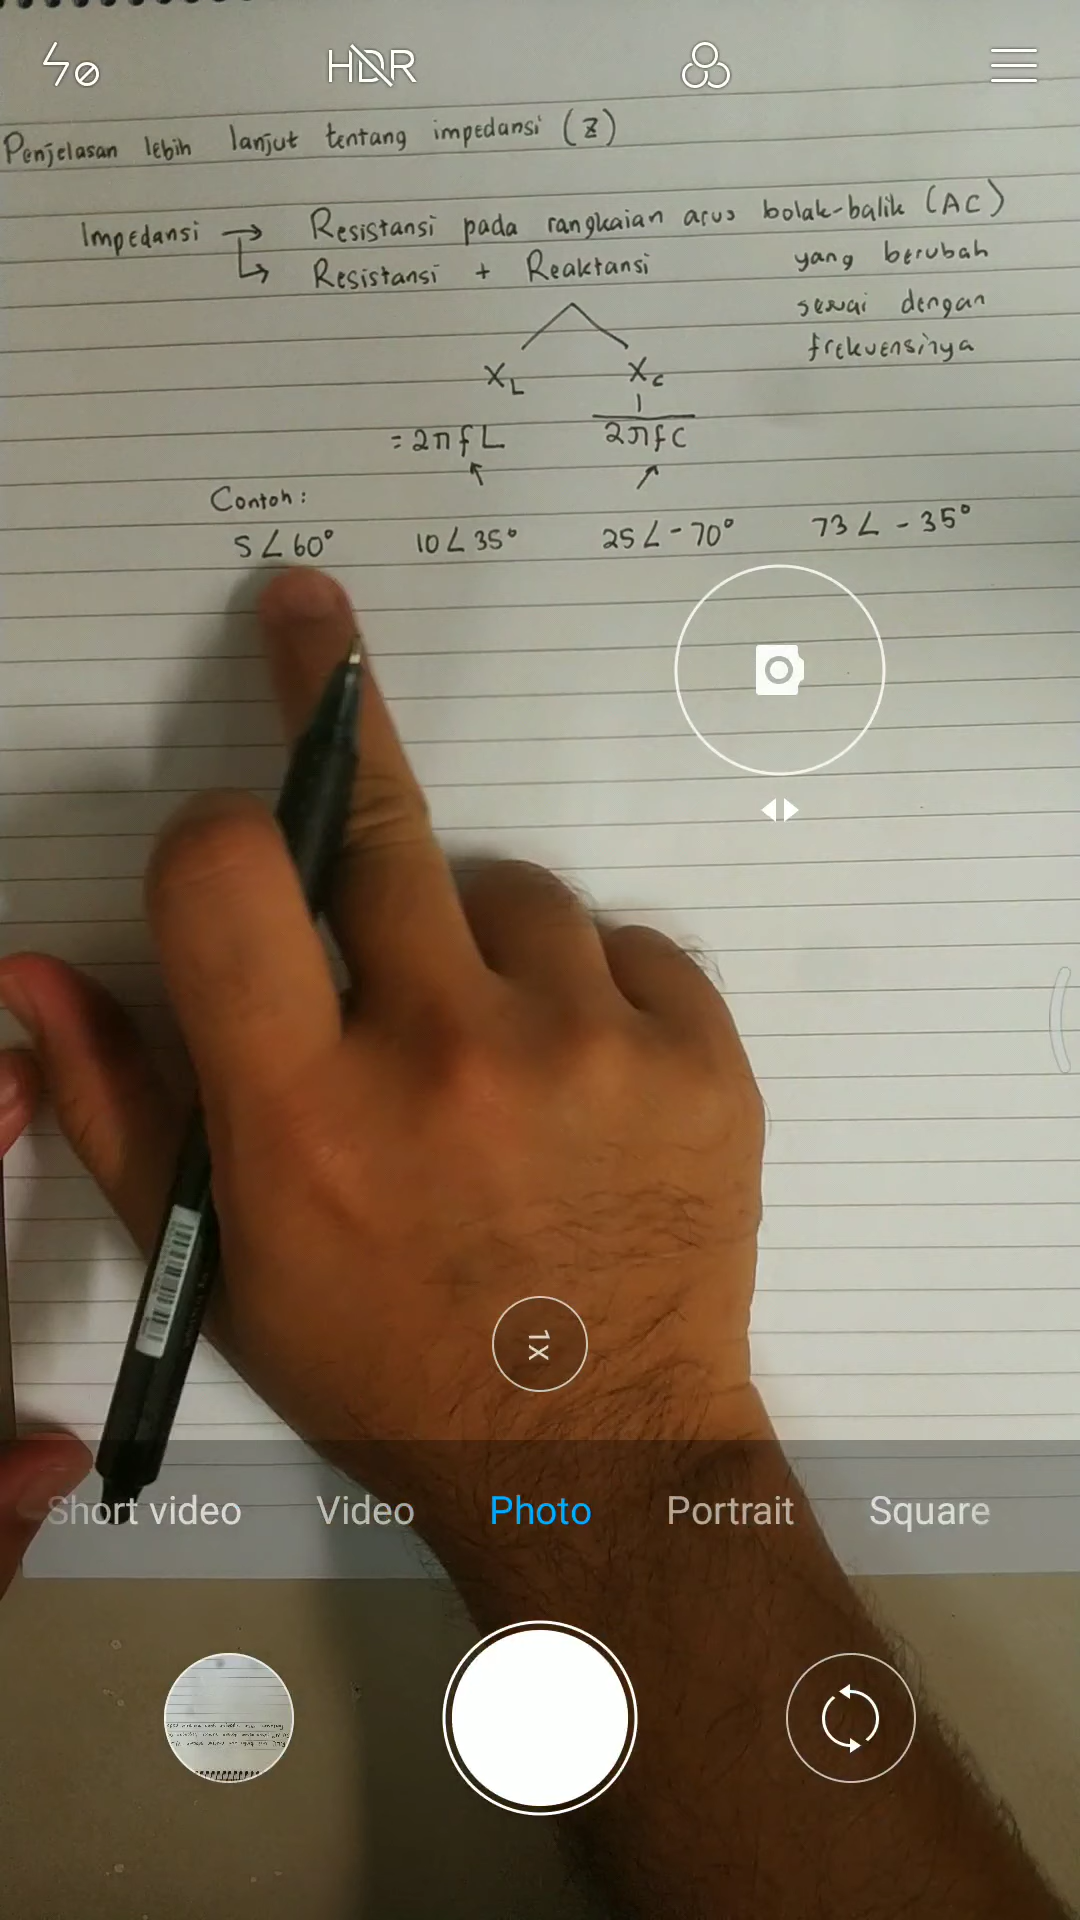 HDR
Penjelasan lebih lanjut tentang impedansi (Z)
Impedansi → Resistansi pada rangkaian arus bolak-balik (AC)
↳ Resistansi + Reaktansi yang berubah
sesuai dengan
frekuensinya
X_L X_C
= 2πfL 1/2πfC
Contoh:
5∠60° 10∠35° 25∠-70° 73∠-35°
1X
Short video Video Photo Portrait Square